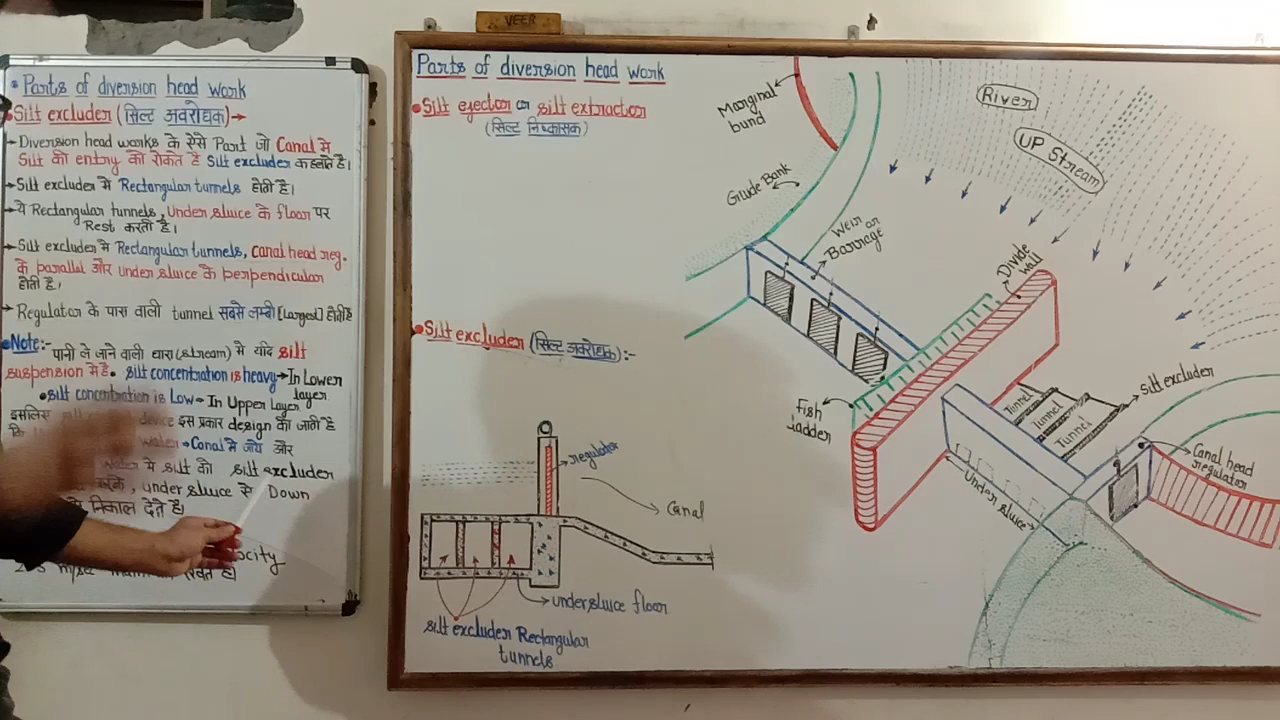 VEER
Parts of diversion head work
Silt excluder (सिल्ट अवरोधक)→
→ Diversion head works के ऐसे Part जो Canal मे
Silt की entry को रोकते है Silt excluder कहलाते है।
→ Silt excluder मे Rectangular tunnels होती है।
→ ये Rectangular tunnels, under sluice के floor पर
Rest करती है।
→ Silt excluder मे Rectangular tunnels, canal head reg.
के parallel और under sluice के perpendicular
होती है।
→ Regulator के पास वाली tunnel सबसे लम्बी [Largest] होती है
Note:-
पानी ले जाने वाली धारा (stream) मे यदि silt
suspension मे है. silt concentration is heavy → In Lower
layer
silt concentration is Low → In Upper Layer
इसलिए device इस प्रकार design की जाती है
कि water → Canal मे जाये और
water मे silt को silt excluder
करके, under sluice से Down
निकाल देते है।
ocity
Parts of diversion head work
Silt ejector or silt extractor
(सिल्ट निष्कासक)
Silt excluder (सिल्ट अवरोधक):-
regulator
Canal
undersluice floor
silt excluder Rectangular
tunnels
Marginal
bund
River
UP Stream
Guide Bank
Weir or
Barrage
Divide
wall
Fish
ladder
silt excluder
Tunnel
Tunnel
Tunnel
Canal head
regulator
Under sluice